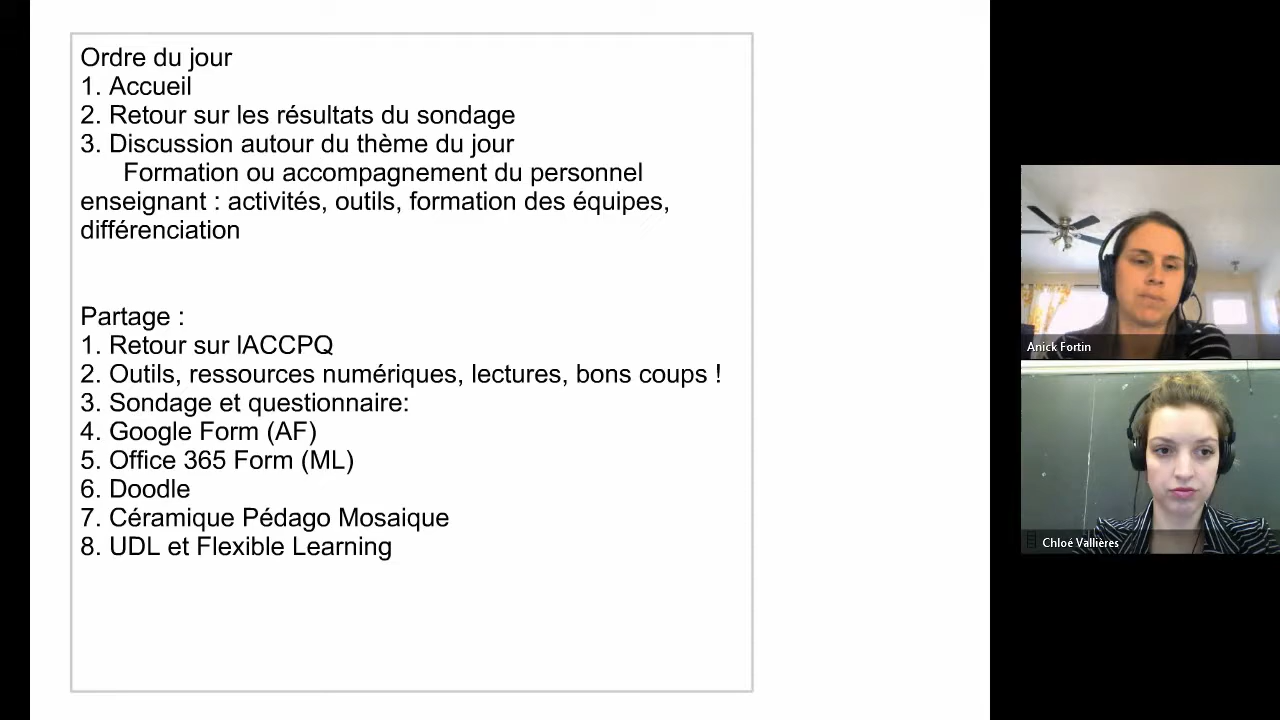 Ordre du jour
1. Accueil
2. Retour sur les résultats du sondage
3. Discussion autour du thème du jour
Formation ou accompagnement du personnel
enseignant : activités, outils, formation des équipes,
différenciation
Partage :
1. Retour sur lACCPQ
2. Outils, ressources numériques, lectures, bons coups !
3. Sondage et questionnaire:
4. Google Form (AF)
5. Office 365 Form (ML)
6. Doodle
7. Céramique Pédago Mosaique
8. UDL et Flexible Learning
Anick Fortin
Chloé Vallières